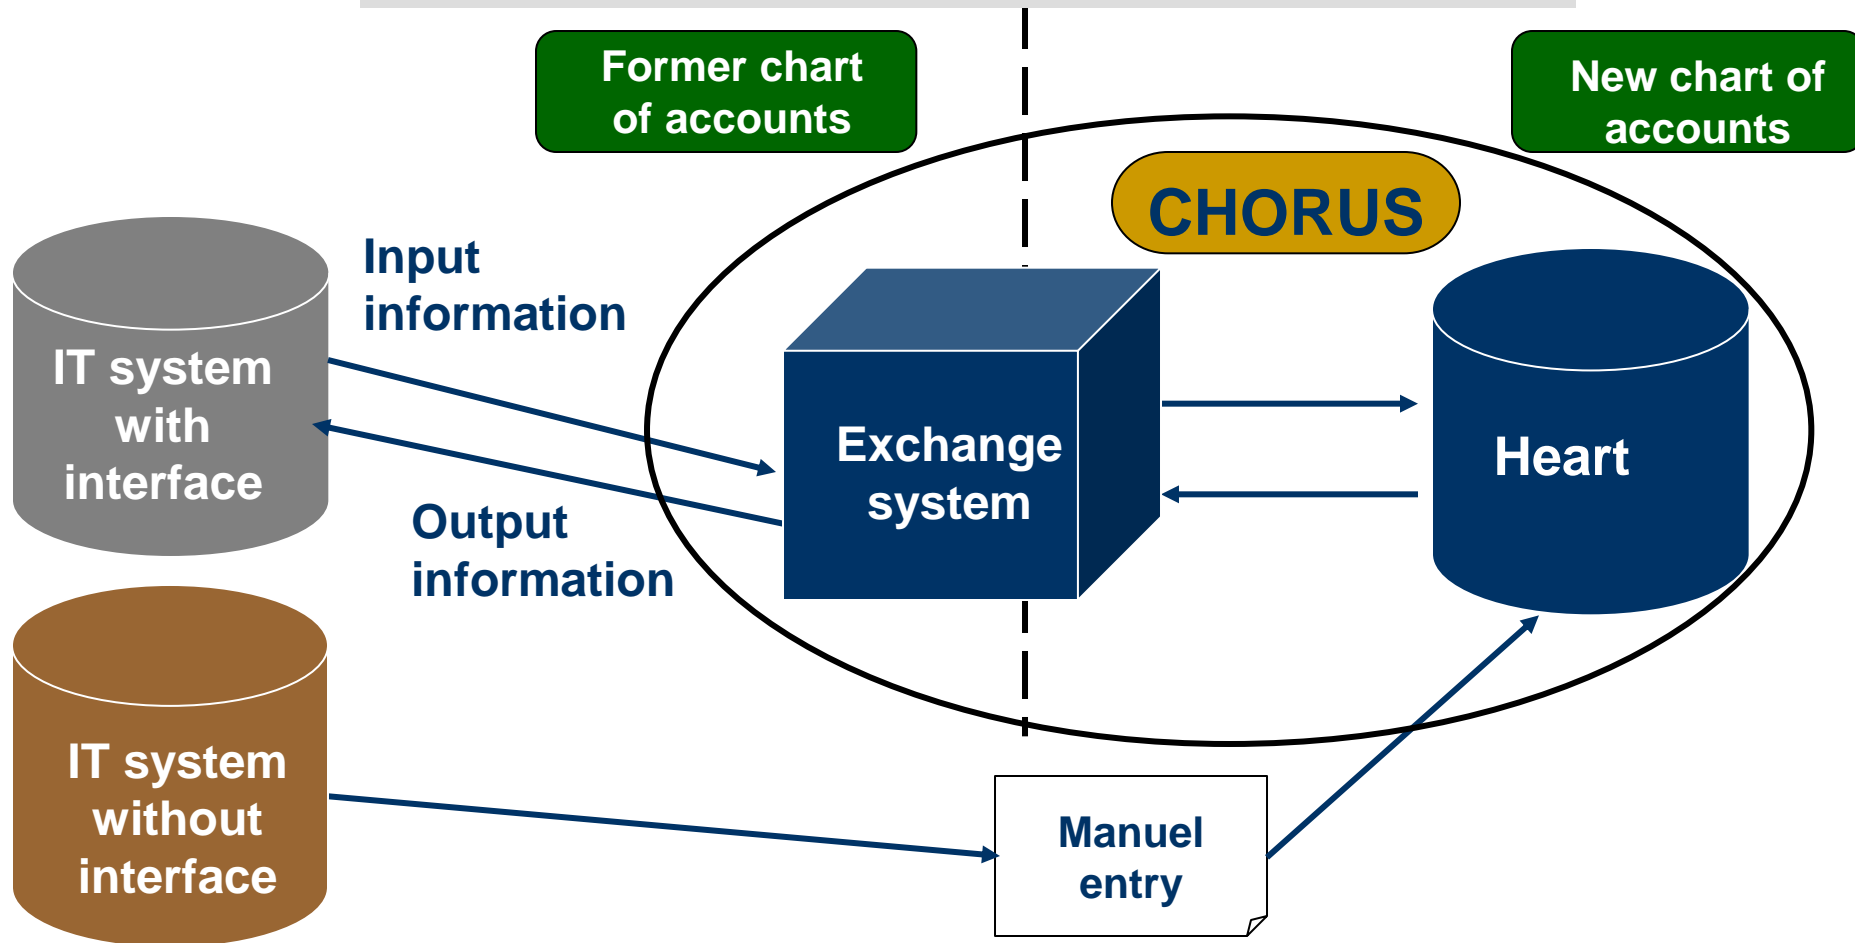 Former chart
of accounts
New chart of
accounts
CHORUS
Input
information
IT system
with
interface
Exchange
system
Heart
Output
information
IT system
without
interface
Manuel
entry